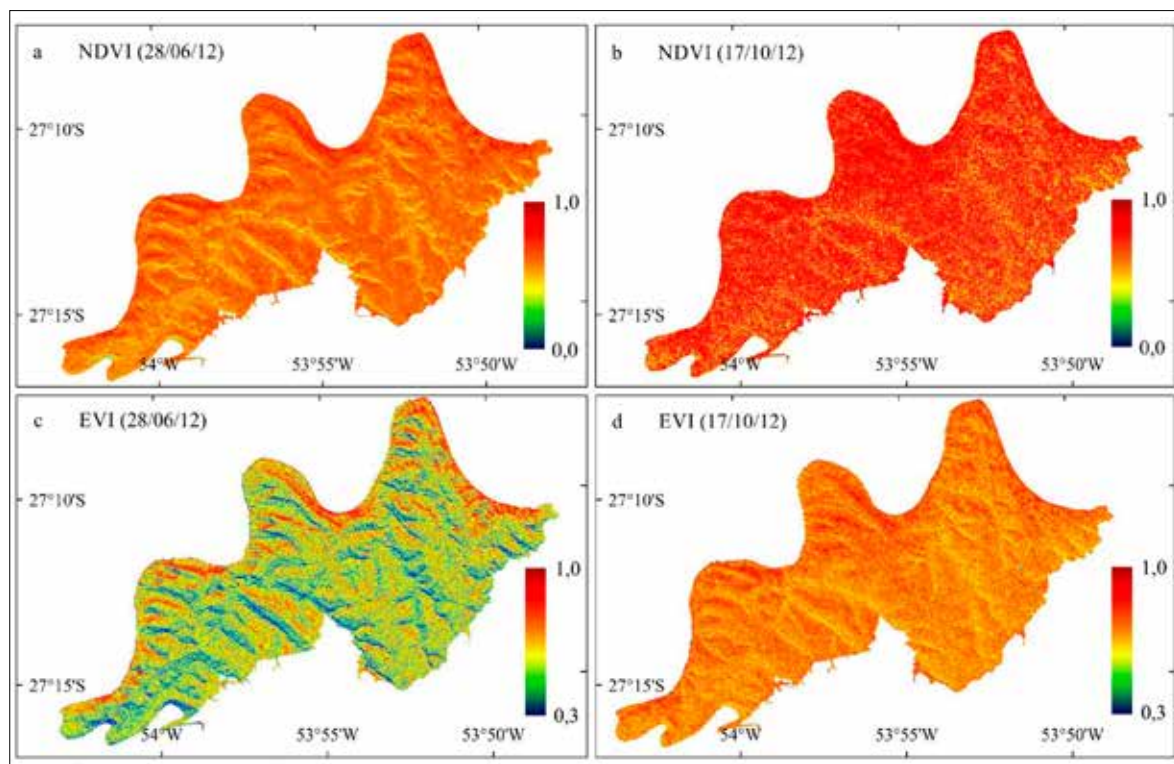 a NDVI (28/06/12)
27°10'S
27°15'S
54°W
53°55'W
53°50'W
1,0
0,0
b NDVI (17/10/12)
27°10'S
27°15'S
54°W
53°55'W
53°50'W
1,0
0,0
c EVI (28/06/12)
27°10'S
27°15'S
54°W
53°55'W
53°50'W
1,0
0,3
d EVI (17/10/12)
27°10'S
27°15'S
54°W
53°55'W
53°50'W
1,0
0,3